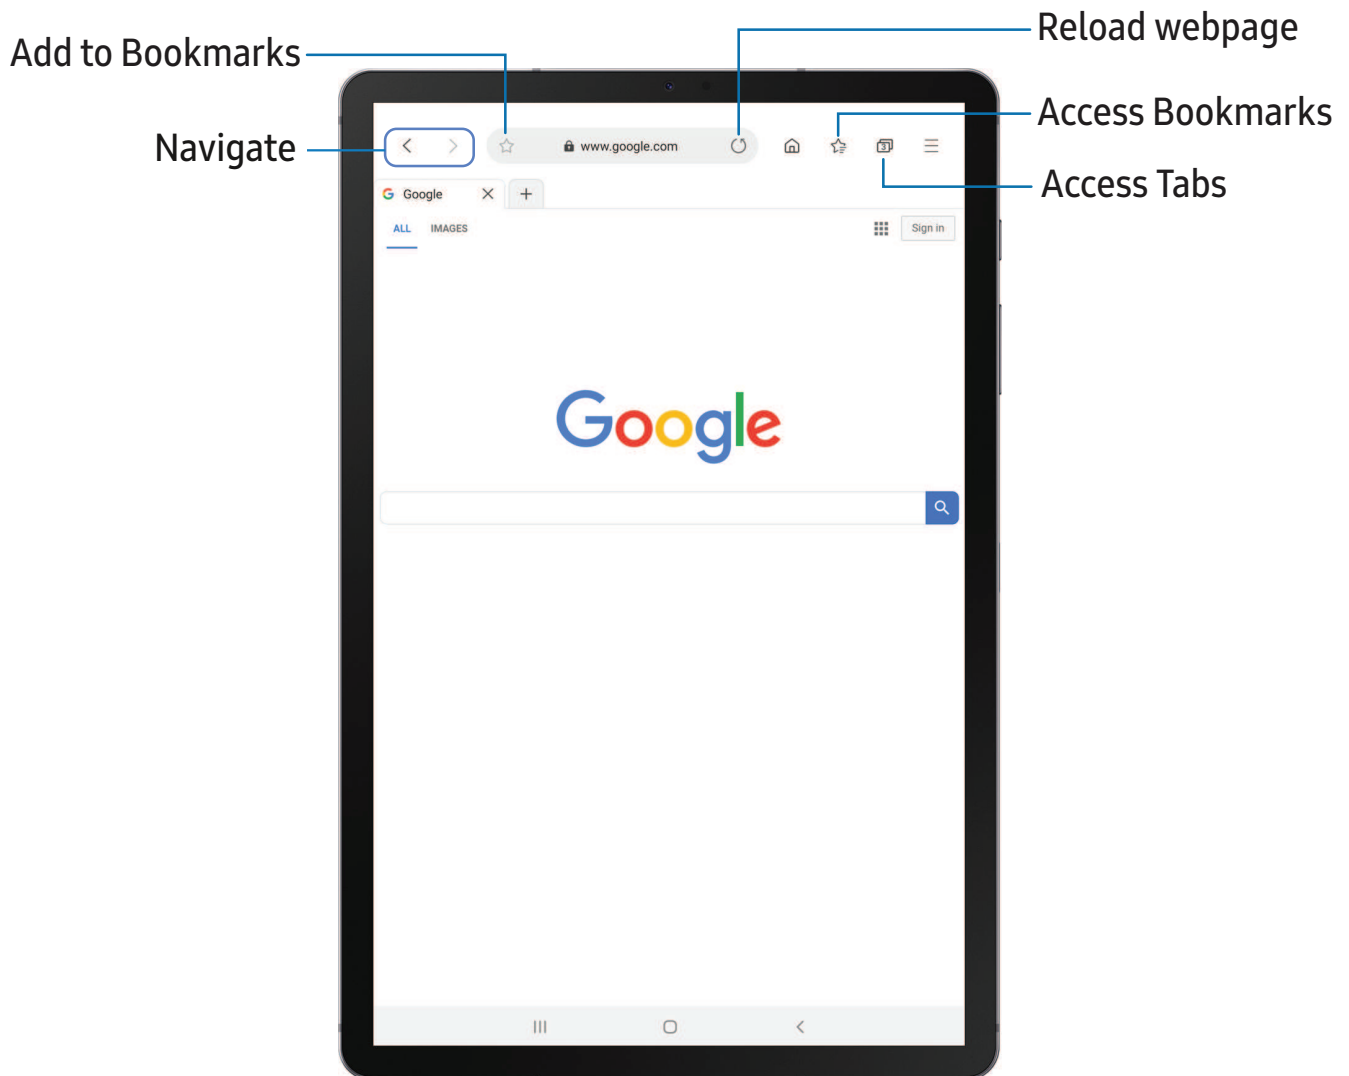 Reload webpage
Add to Bookmarks
Access Bookmarks
Navigate
www.google.com
3
Access Tabs
G Google
ALL IMAGES
Sign in
Google